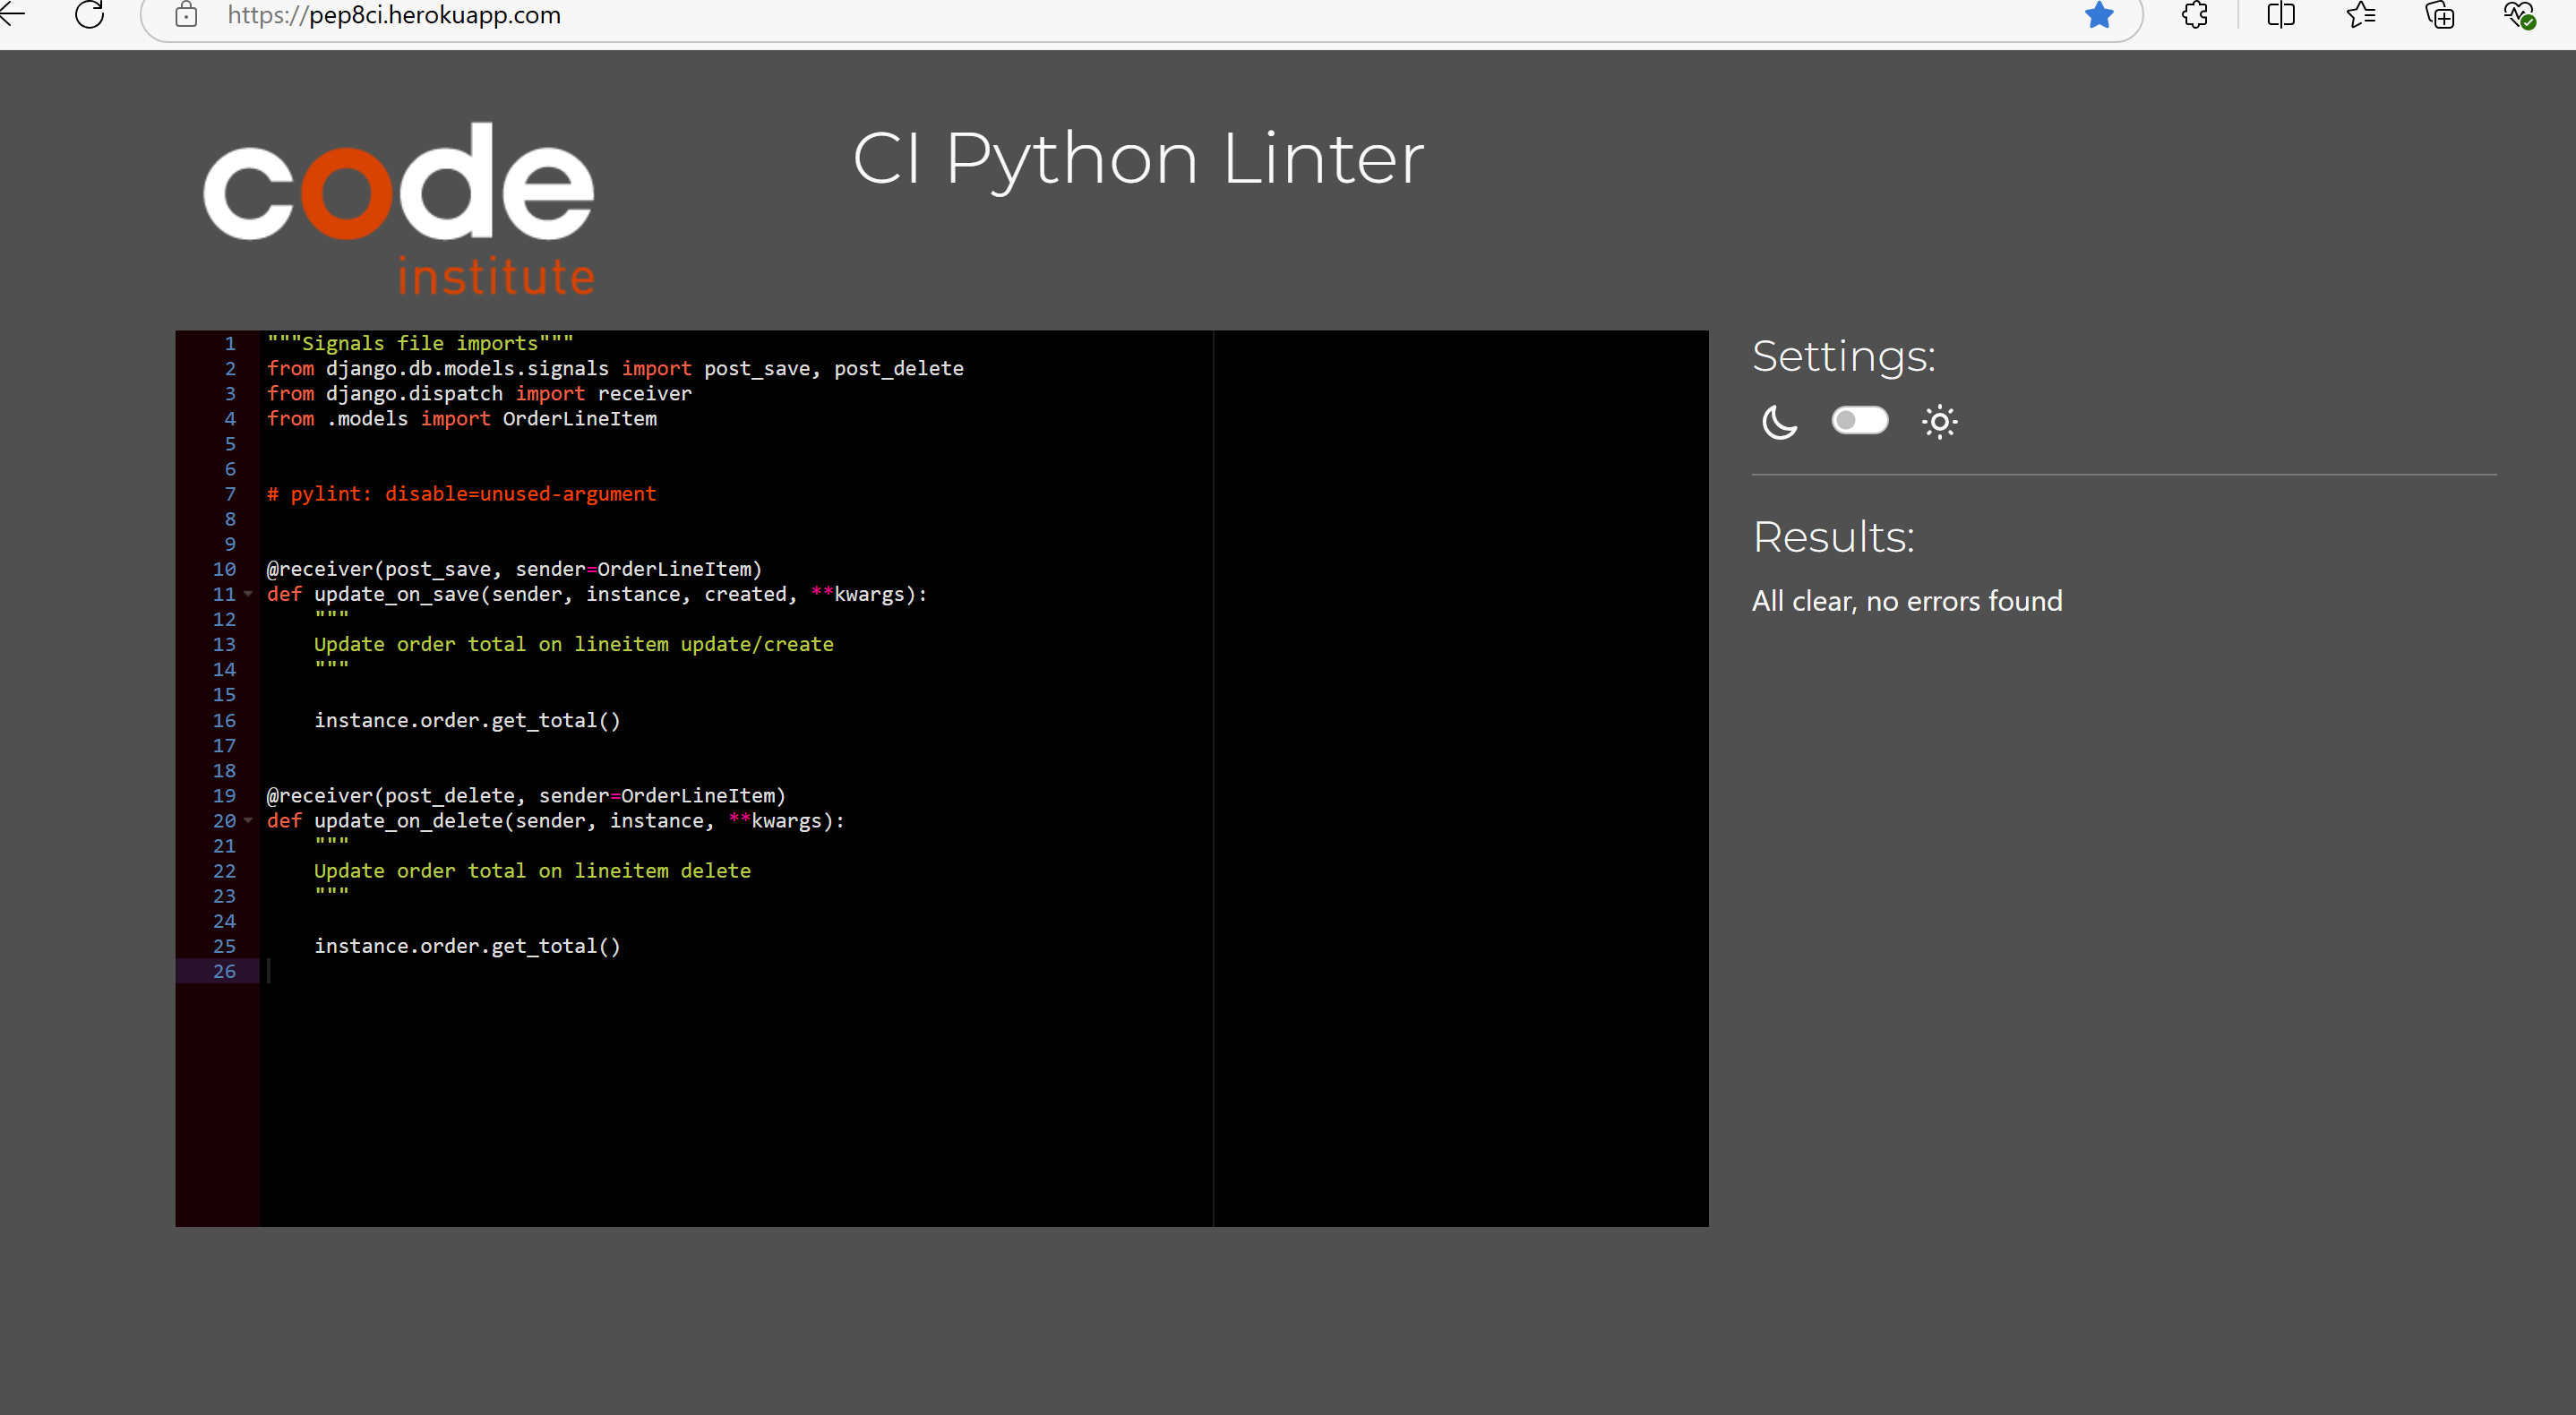 https://pep8ci.herokuapp.com
code
institute
CI Python Linter
1 """Signals file imports"""
2 from django.db.models.signals import post_save, post_delete
3 from django.dispatch import receiver
4 from .models import OrderLineItem
5
6
7 # pylint: disable=unused-argument
8
9
10 @receiver(post_save, sender=OrderLineItem)
11 def update_on_save(sender, instance, created, **kwargs):
12     """
13     Update order total on lineitem update/create
14     """
15
16     instance.order.get_total()
17
18
19 @receiver(post_delete, sender=OrderLineItem)
20 def update_on_delete(sender, instance, **kwargs):
21     """
22     Update order total on lineitem delete
23     """
24
25     instance.order.get_total()
26
Settings:
Results:
All clear, no errors found